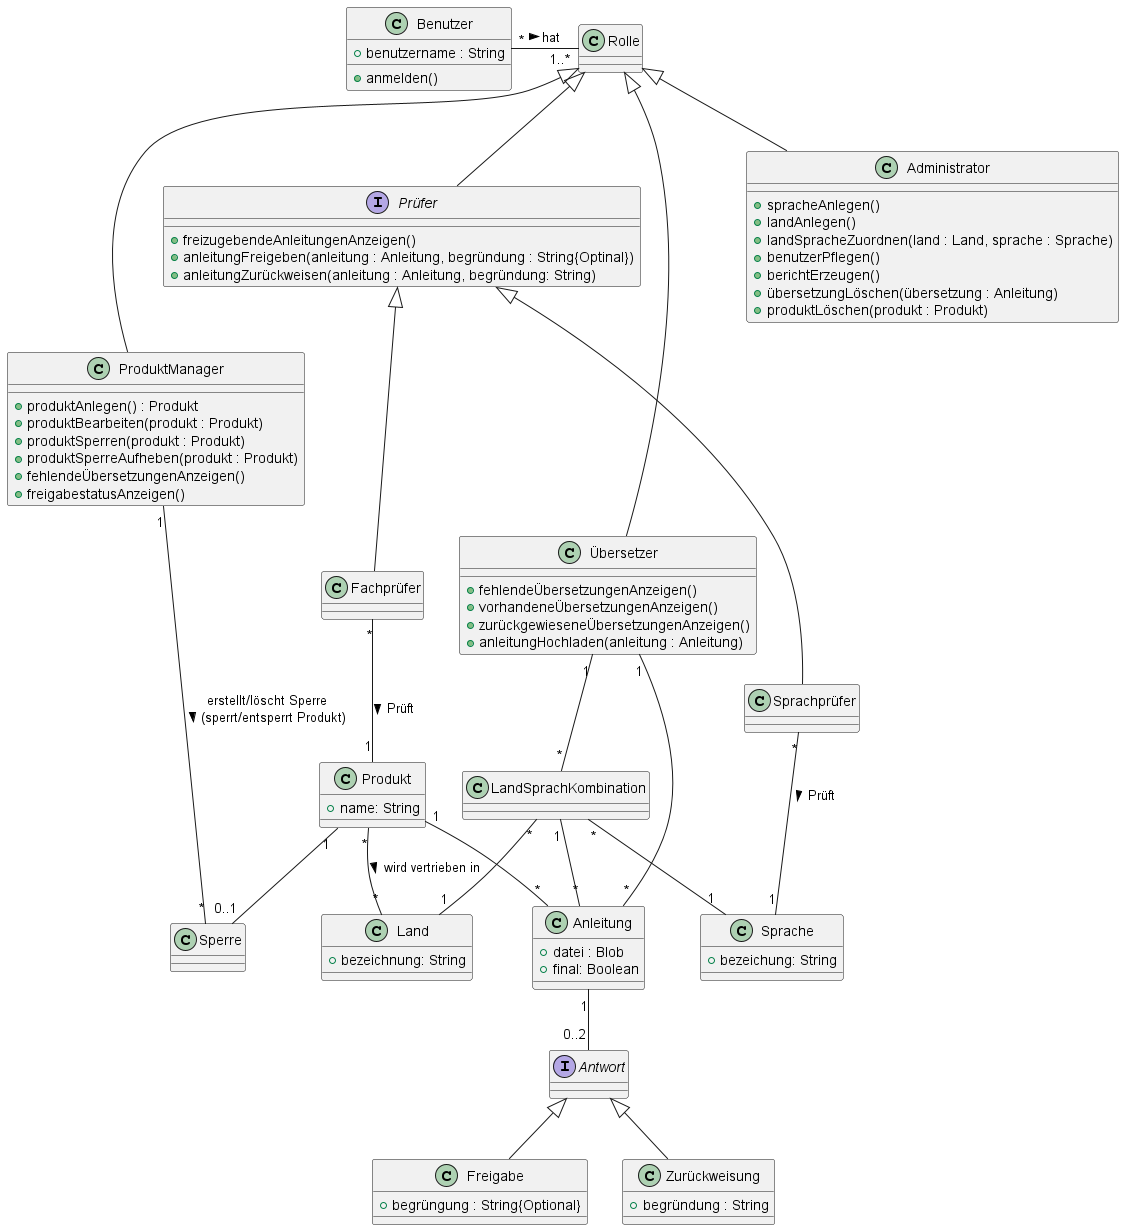 C Benutzer
benutzername : String
anmelden()
* hat
1..*
C Rolle
I Prüfer
freizugebendeAnleitungenAnzeigen()
anleitungFreigeben(anleitung : Anleitung, begründung : String{Optinal})
anleitungZurückweisen(anleitung : Anleitung, begründung: String)
C Administrator
spracheAnlegen()
landAnlegen()
landSpracheZuordnen(land : Land, sprache : Sprache)
benutzerPflegen()
berichtErzeugen()
übersetzungLöschen(übersetzung : Anleitung)
produktLöschen(produkt : Produkt)
C ProduktManager
produktAnlegen() : Produkt
produktBearbeiten(produkt : Produkt)
produktSperren(produkt : Produkt)
produktSperreAufheben(produkt : Produkt)
fehlendeÜbersetzungenAnzeigen()
freigabestatusAnzeigen()
1
C Fachprüfer
*
C Übersetzer
fehlendeÜbersetzungenAnzeigen()
vorhandeneÜbersetzungenAnzeigen()
zurückgewieseneÜbersetzungenAnzeigen()
anleitungHochladen(anleitung : Anleitung)
1
1
C Sprachprüfer
*
erstellt/löscht Sperre
(sperrt/entsperrt Produkt)
Prüft
1
*
C Produkt
name: String
C LandSprachKombination
Prüft
1
1
*
*
1
*
wird vertrieben in
*
0..1
*
1
*
*
*
1
1
C Sperre
C Land
bezeichnung: String
C Anleitung
datei : Blob
final: Boolean
C Sprache
bezeichung: String
1
0..2
I Antwort
C Freigabe
begrüngung : String{Optional}
C Zurückweisung
begründung : String